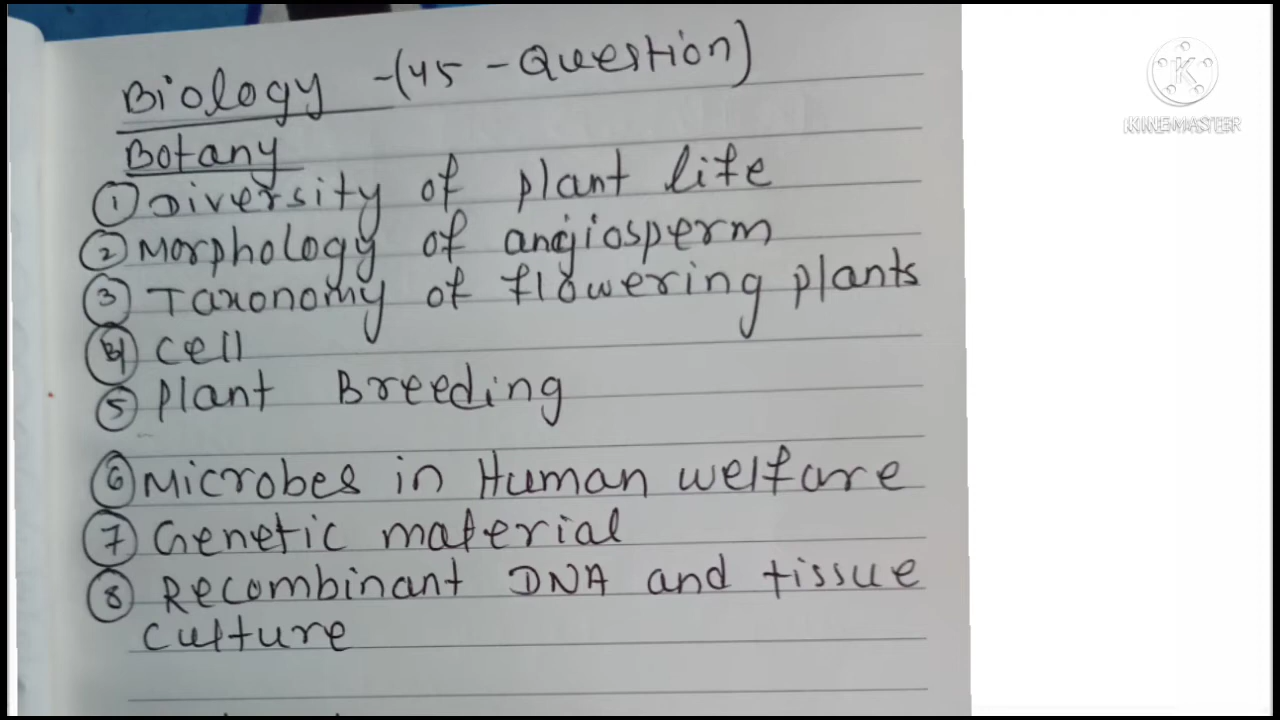 Biology -(45 - Question)
Botany
① Diversity of plant life
② Morphology of angiosperm
③ Taxonomy of flowering plants
④ Cell
⑤ Plant Breeding
⑥ Microbes in Human welfare
⑦ Genetic material
⑧ Recombinant DNA and tissue
culture
K
KINEMASTER